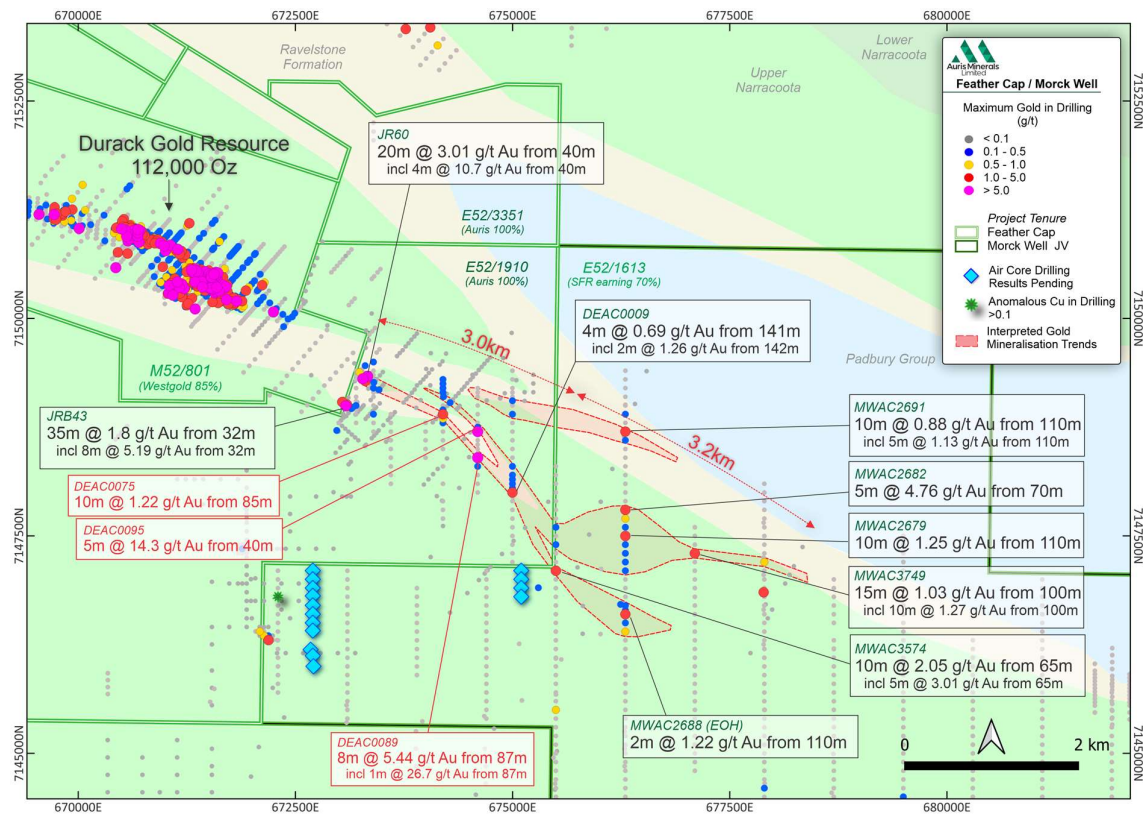 670000E
672500E
675000E
677500E
680000E
Ravelstone
Formation
Lower
Narracoota
Upper
Narracoota
7152500N
7152500N
Auris Minerals
Limited
Feather Cap / Morck Well
Maximum Gold in Drilling
(g/t)
< 0.1
0.1 - 0.5
0.5 - 1.0
1.0 - 5.0
> 5.0
Project Tenure
Feather Cap
Morck Well JV
Air Core Drilling
Results Pending
Anomalous Cu in Drilling
>0.1
Interpreted Gold
Mineralisation Trends
JR60
20m @ 3.01 g/t Au from 40m
incl 4m @ 10.7 g/t Au from 40m
Durack Gold Resource
112,000 Oz
E52/3351
(Auris 100%)
E52/1910
(Auris 100%)
E52/1613
(SFR earning 70%)
DEAC0009
4m @ 0.69 g/t Au from 141m
incl 2m @ 1.26 g/t Au from 142m
7150000N
7150000N
3.0km
Padbury Group
M52/801
(Westgold 85%)
JRB43
35m @ 1.8 g/t Au from 32m
incl 8m @ 5.19 g/t Au from 32m
MWAC2691
10m @ 0.88 g/t Au from 110m
incl 5m @ 1.13 g/t Au from 110m
3.2km
DEAC0075
10m @ 1.22 g/t Au from 85m
MWAC2682
5m @ 4.76 g/t Au from 70m
DEAC0095
5m @ 14.3 g/t Au from 40m
MWAC2679
10m @ 1.25 g/t Au from 110m
7147500N
7147500N
MWAC3749
15m @ 1.03 g/t Au from 100m
incl 10m @ 1.27 g/t Au from 100m
MWAC3574
10m @ 2.05 g/t Au from 65m
incl 5m @ 3.01 g/t Au from 65m
MWAC2688 (EOH)
2m @ 1.22 g/t Au from 110m
DEAC0089
8m @ 5.44 g/t Au from 87m
incl 1m @ 26.7 g/t Au from 87m
7145000N
7145000N
0
2 km
670000E
672500E
675000E
677500E
680000E